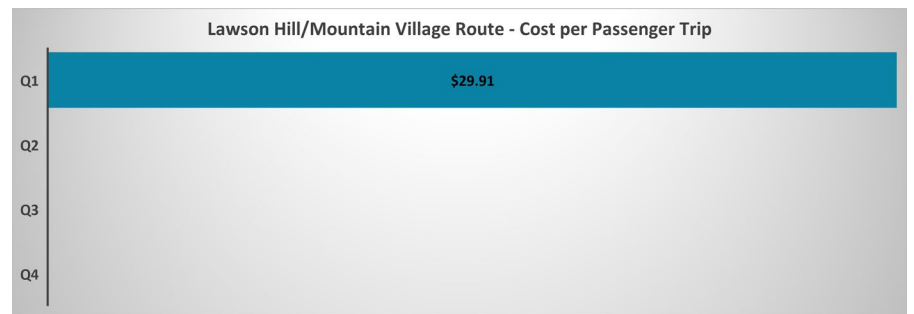 Lawson Hill/Mountain Village Route - Cost per Passenger Trip
Q1
$29.91
Q2
Q3
Q4